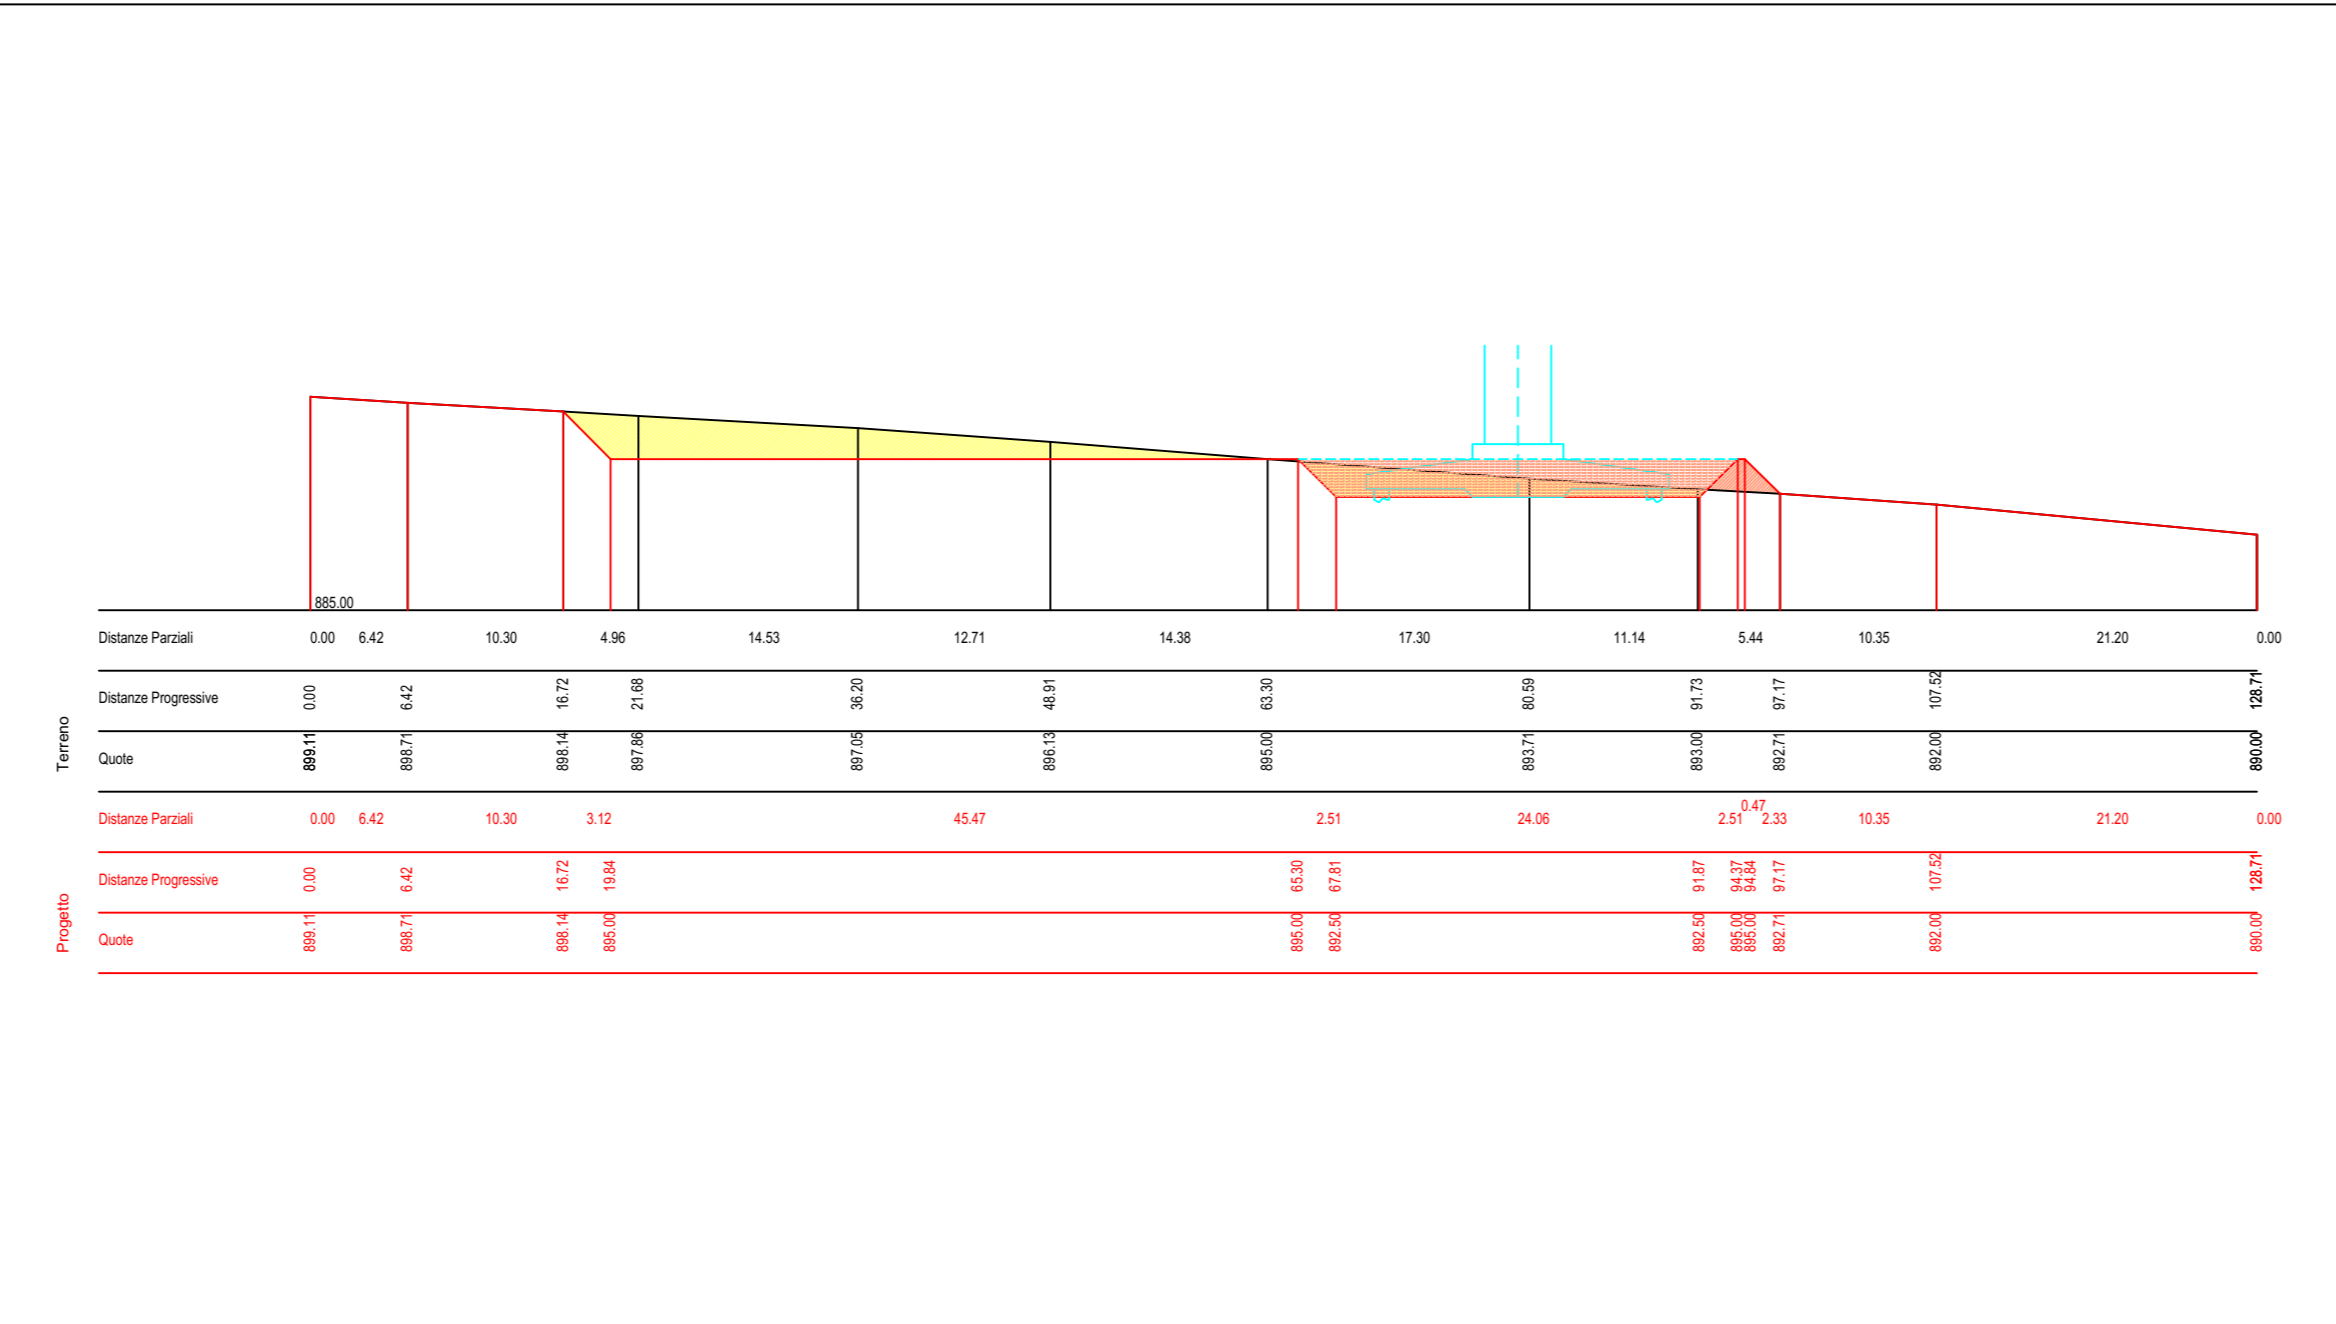 885.00
Distanze Parziali 0.00 6.42 10.30 4.96 14.53 12.71 14.38 17.30 11.14 5.44 10.35 21.20 0.00
Terreno
Distanze Progressive 0.00 6.42 16.72 21.68 36.20 48.91 63.30 80.59 91.73 97.17 107.52 128.71
Quote 899.11 898.71 898.14 897.86 897.05 896.13 895.00 893.71 893.00 892.71 892.00 890.00
Distanze Parziali 0.00 6.42 10.30 3.12 45.47 2.51 24.06 2.51 0.47 2.33 10.35 21.20 0.00
Progetto
Distanze Progressive 0.00 6.42 16.72 19.84 65.30 67.81 91.87 94.37 94.84 97.17 107.52 128.71
Quote 899.11 898.71 898.14 895.00 895.00 892.50 892.50 895.00 895.00 892.71 892.00 890.00